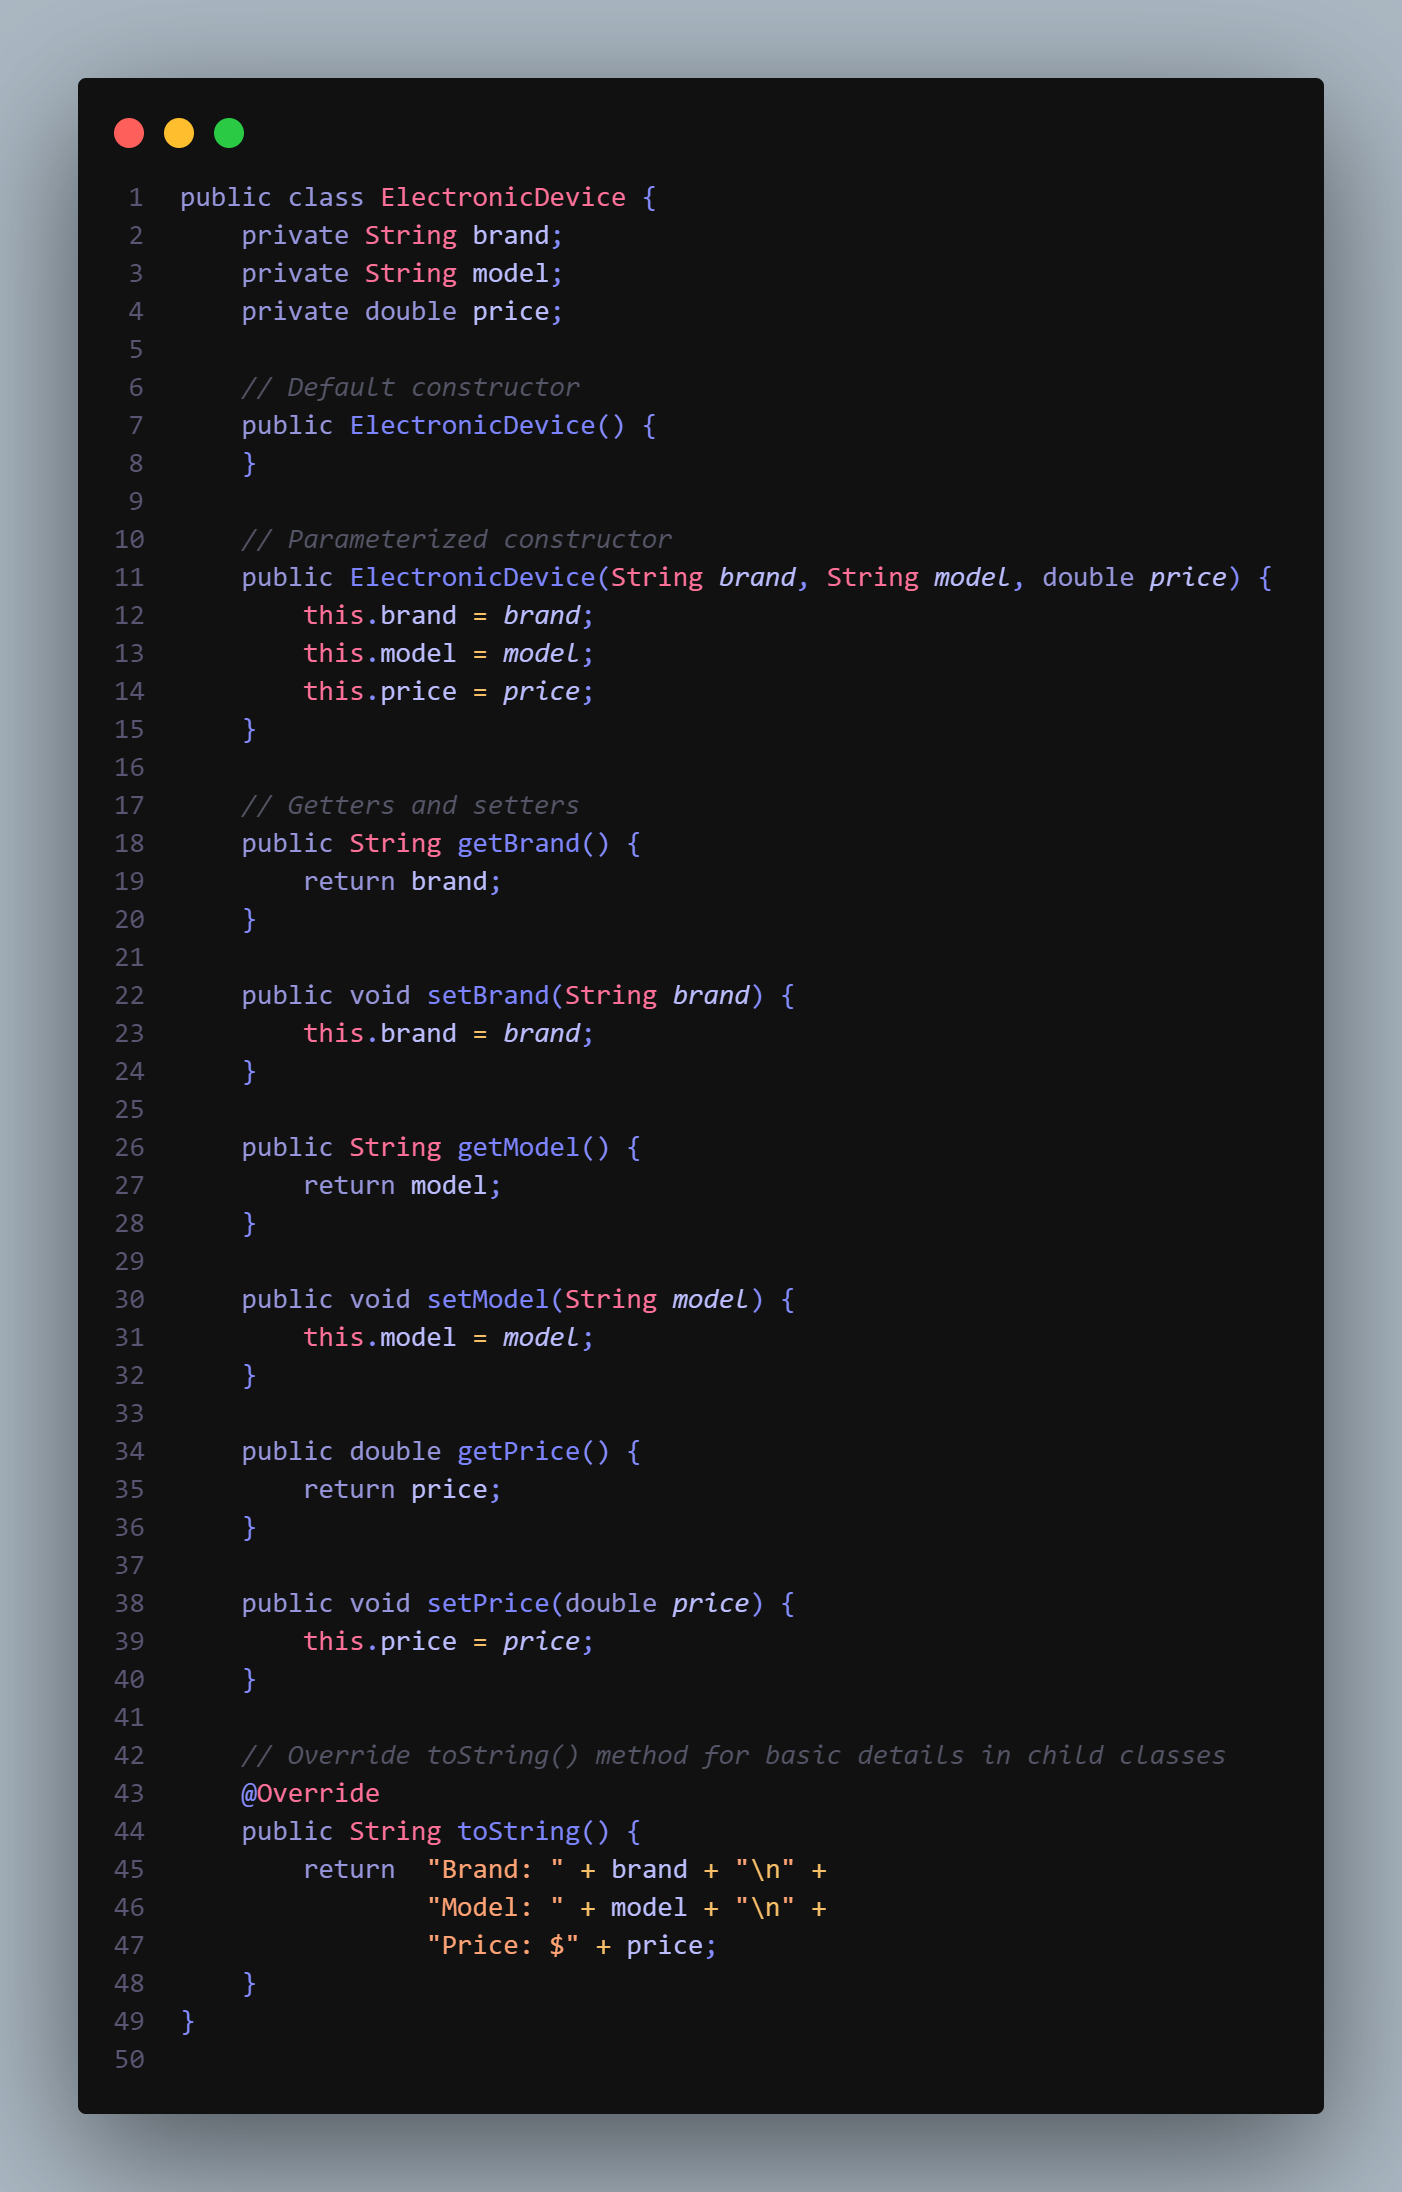 1 public class ElectronicDevice {
2     private String brand;
3     private String model;
4     private double price;
5
6     // Default constructor
7     public ElectronicDevice() {
8     }
9
10     // Parameterized constructor
11     public ElectronicDevice(String brand, String model, double price) {
12         this.brand = brand;
13         this.model = model;
14         this.price = price;
15     }
16
17     // Getters and setters
18     public String getBrand() {
19         return brand;
20     }
21
22     public void setBrand(String brand) {
23         this.brand = brand;
24     }
25
26     public String getModel() {
27         return model;
28     }
29
30     public void setModel(String model) {
31         this.model = model;
32     }
33
34     public double getPrice() {
35         return price;
36     }
37
38     public void setPrice(double price) {
39         this.price = price;
40     }
41
42     // Override toString() method for basic details in child classes
43     @Override
44     public String toString() {
45         return  "Brand: " + brand + "\n" +
46                 "Model: " + model + "\n" +
47                 "Price: $" + price;
48     }
49 }
50